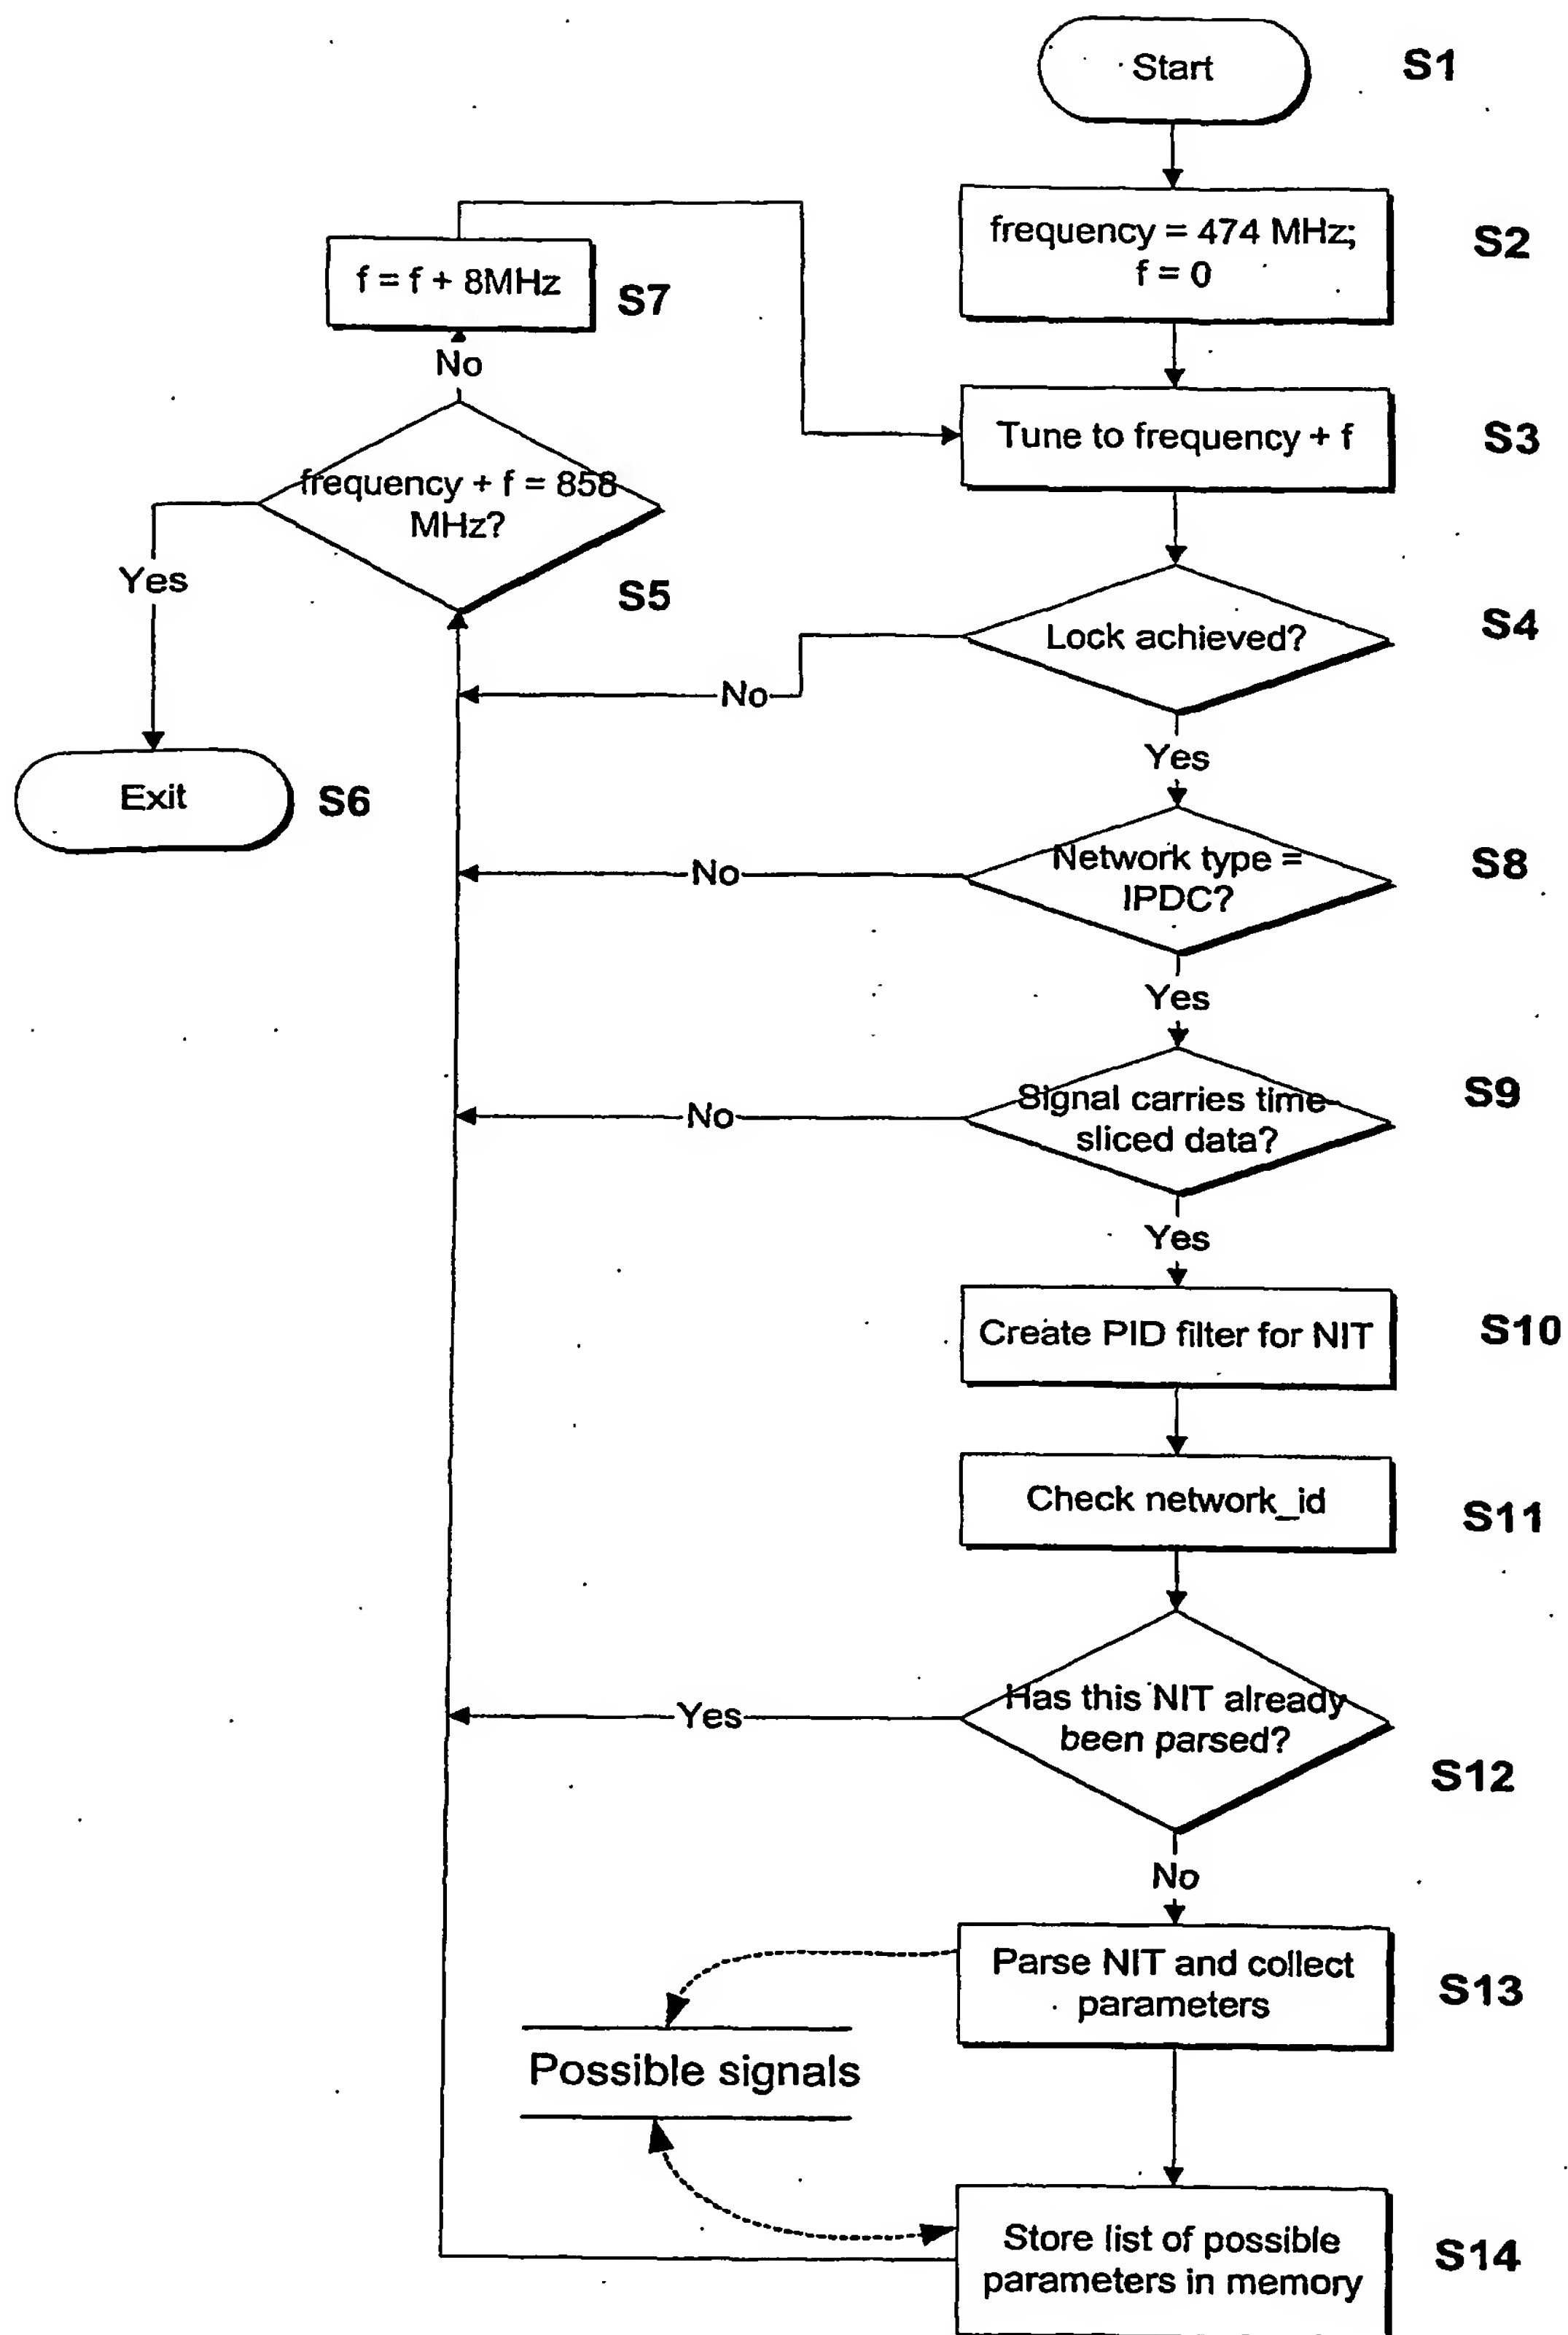 Start
S1
frequency = 474 MHz;
f = 0
S2
f = f + 8MHz
S7
No
Tune to frequency + f
S3
frequency + f = 858
MHz?
S5
Yes
Lock achieved?
S4
No
Yes
Exit
S6
Network type =
IPDC?
S8
No
Yes
Signal carries time
sliced data?
S9
No
Yes
Create PID filter for NIT
S10
Check network_id
S11
Has this NIT already
been parsed?
S12
Yes
No
Parse NIT and collect
parameters
S13
Possible signals
Store list of possible
parameters in memory
S14